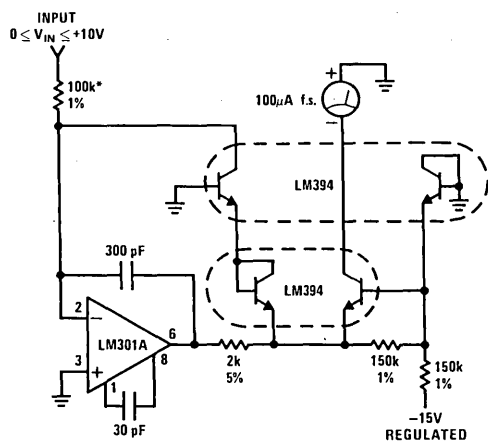 INPUT
0 ≤ VIN ≤ +10V
100k*
1%
100μA f.s.
+
−
LM394
300 pF
LM394
2
−
LM301A
6
3
+
1
8
30 pF
2k
5%
150k
1%
150k
1%
−15V
REGULATED